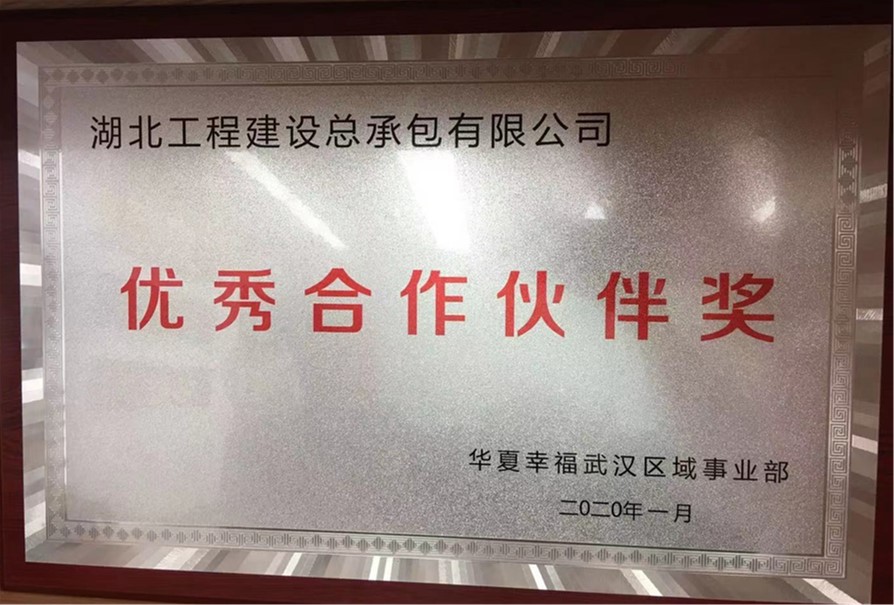 湖北工程建设总承包有限公司
优秀合作伙伴奖
华夏幸福武汉区域事业部
二〇二〇年一月